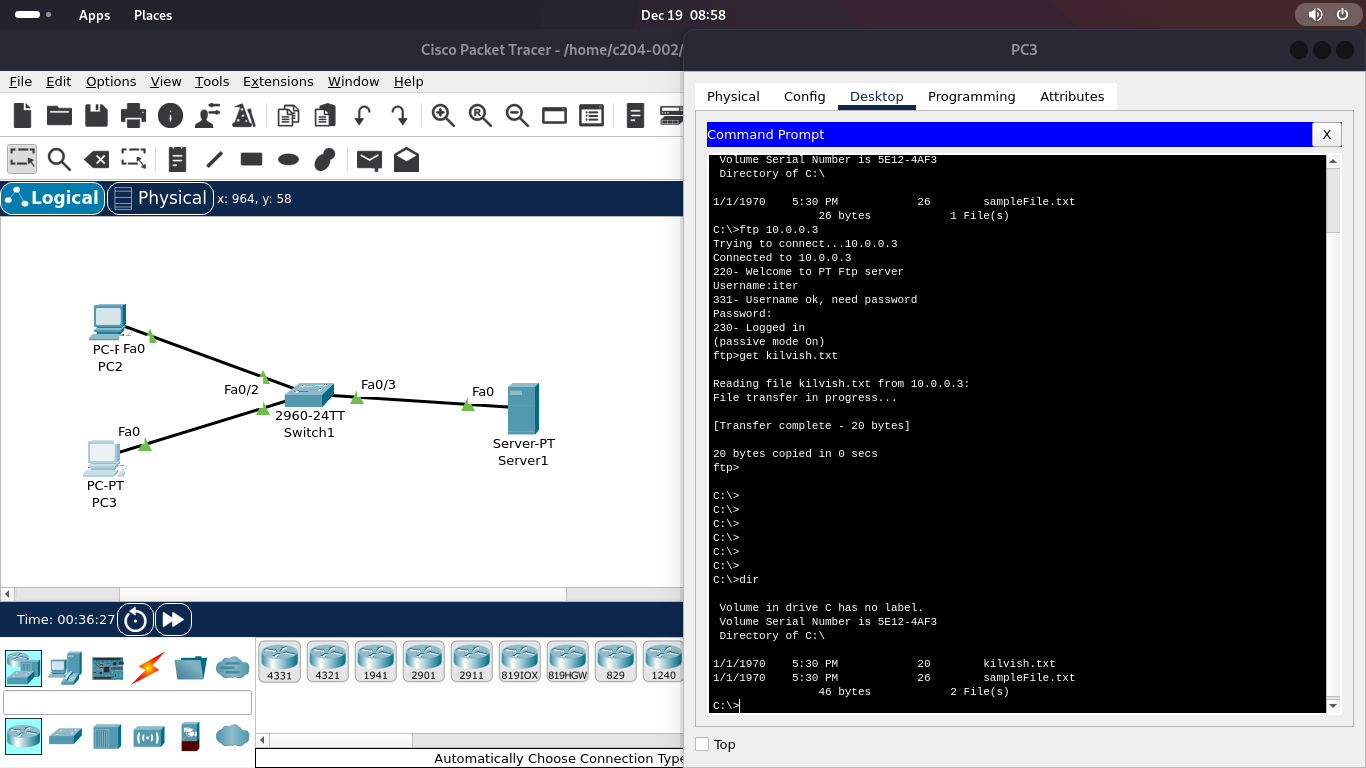 Apps Places Dec 19 08:58
Cisco Packet Tracer - /home/c204-002/
PC3
File Edit Options View Tools Extensions Window Help
Logical Physical x: 964, y: 58
PC-F Fa0
PC2
Fa0/2
Fa0/3
Fa0
2960-24TT
Switch1
Fa0
PC-PT
PC3
Server-PT
Server1
Time: 00:36:27
4331 4321 1941 2901 2911 819IOX 819HGW 829 1240
Automatically Choose Connection Type
Physical Config Desktop Programming Attributes
Command Prompt X
Volume Serial Number is 5E12-4AF3
Directory of C:\
1/1/1970 5:30 PM 26 sampleFile.txt
26 bytes 1 File(s)
C:\>ftp 10.0.0.3
Trying to connect...10.0.0.3
Connected to 10.0.0.3
220- Welcome to PT Ftp server
Username:iter
331- Username ok, need password
Password:
230- Logged in
(passive mode On)
ftp>get kilvish.txt
Reading file kilvish.txt from 10.0.0.3:
File transfer in progress...
[Transfer complete - 20 bytes]
20 bytes copied in 0 secs
ftp>
C:\>
C:\>
C:\>
C:\>
C:\>
C:\>
C:\>dir
Volume in drive C has no label.
Volume Serial Number is 5E12-4AF3
Directory of C:\
1/1/1970 5:30 PM 20 kilvish.txt
1/1/1970 5:30 PM 26 sampleFile.txt
46 bytes 2 File(s)
C:\>
Top